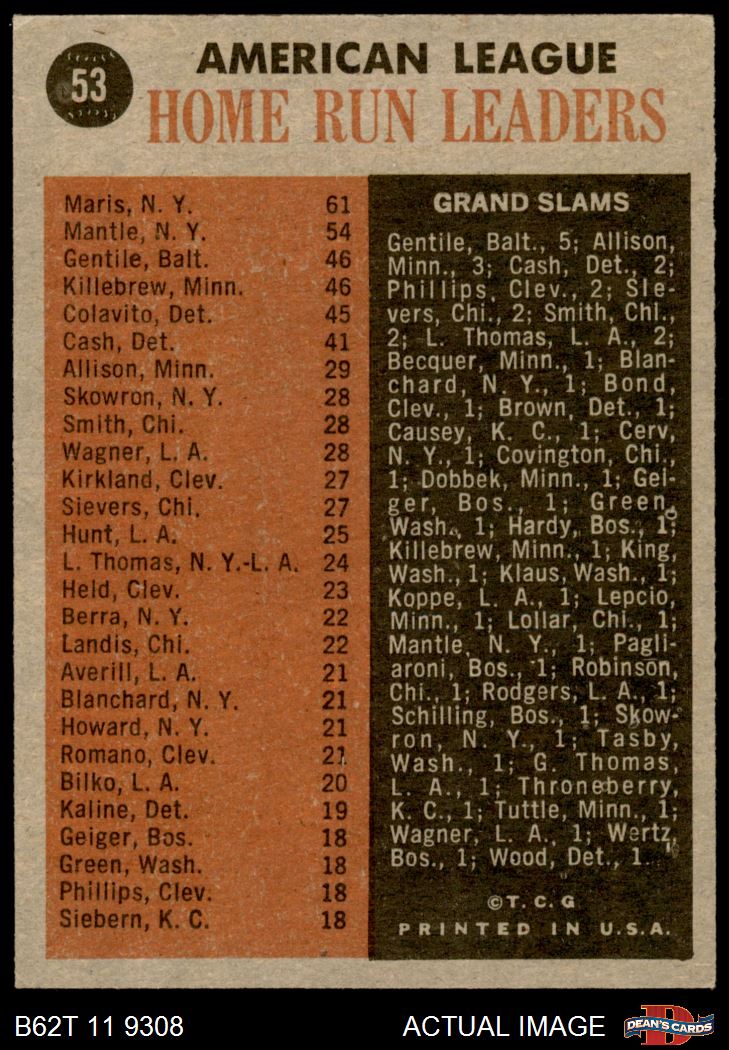 53
AMERICAN LEAGUE
HOME RUN LEADERS
Maris, N. Y. 61
Mantle, N. Y. 54
Gentile, Balt. 46
Killebrew, Minn. 46
Colavito, Det. 45
Cash, Det. 41
Allison, Minn. 29
Skowron, N. Y. 28
Smith, Chi. 28
Wagner, L. A. 28
Kirkland, Clev. 27
Sievers, Chi. 27
Hunt, L. A. 25
L. Thomas, N. Y.-L. A. 24
Held, Clev. 23
Berra, N. Y. 22
Landis, Chi. 22
Averill, L. A. 21
Blanchard, N. Y. 21
Howard, N. Y. 21
Romano, Clev. 21
Bilko, L. A. 20
Kaline, Det. 19
Geiger, Bos. 18
Green, Wash. 18
Phillips, Clev. 18
Siebern, K. C. 18
GRAND SLAMS
Gentile, Balt., 5; Allison,
Minn., 3; Cash, Det., 2;
Phillips, Clev., 2; Sie-
vers, Chi., 2; Smith, Chi.,
2; L. Thomas, L. A., 2;
Becquer, Minn., 1; Blan-
chard, N. Y., 1; Bond,
Clev., 1; Brown, Det., 1;
Causey, K. C., 1; Cerv,
N. Y., 1; Covington, Chi.,
1; Dobbek, Minn., 1; Gei-
ger, Bos., 1; Green,
Wash., 1; Hardy, Bos., 1;
Killebrew, Minn., 1; King,
Wash., 1; Klaus, Wash., 1;
Koppe, L. A., 1; Lepcio,
Minn., 1; Lollar, Chi., 1;
Mantle, N. Y., 1; Pagli-
aroni, Bos., 1; Robinson,
Chi., 1; Rodgers, L. A., 1;
Schilling, Bos., 1; Skow-
ron, N. Y., 1; Tasby,
Wash., 1; G. Thomas,
L. A., 1; Throneberry,
K. C., 1; Tuttle, Minn., 1;
Wagner, L. A., 1; Wertz,
Bos., 1; Wood, Det., 1.
©T. C. G
PRINTED IN U.S.A.
B62T 11 9308
ACTUAL IMAGE
DEAN'S CARDS